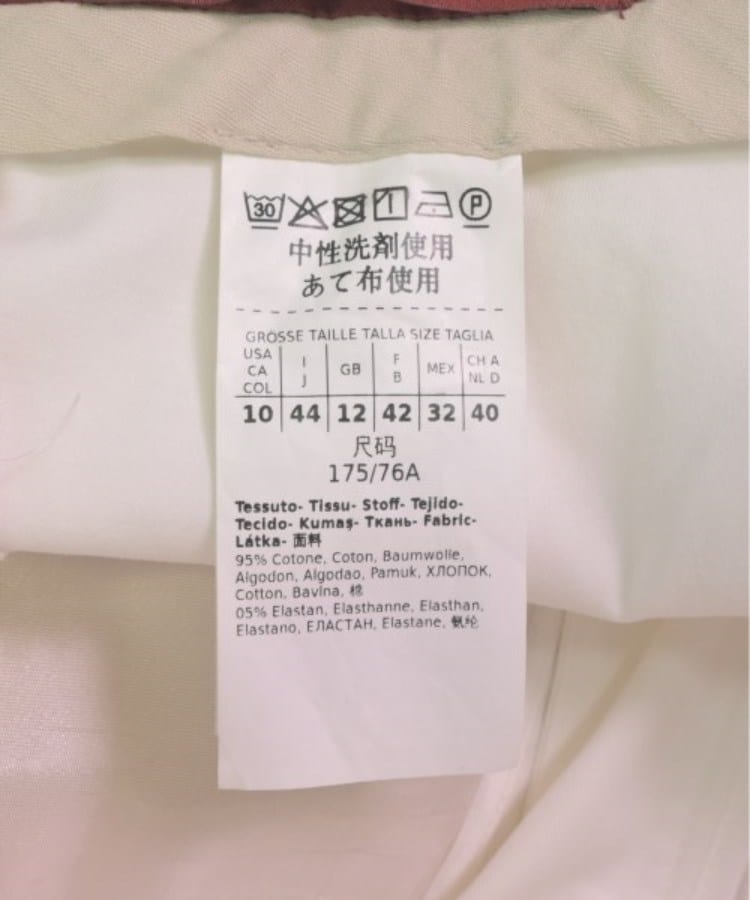 30 P
中性洗剤使用
あて布使用
GRÖSSE TAILLE TALLA SIZE TAGLIA
USA CA COL I J GB F B MEX CH A NL D
10 44 12 42 32 40
尺码
175/76A
Tessuto- Tissu- Stoff- Tejido-
Tecido- Kumaş- Ткань- Fabric-
Látka- 面料
95% Cotone, Coton, Baumwolle,
Algodon, Algodao, Pamuk, ХЛОПОК,
Cotton, Bavlna, 棉
05% Elastan, Elasthanne, Elasthan,
Elastano, ЕЛАСТАН, Elastane, 氨纶